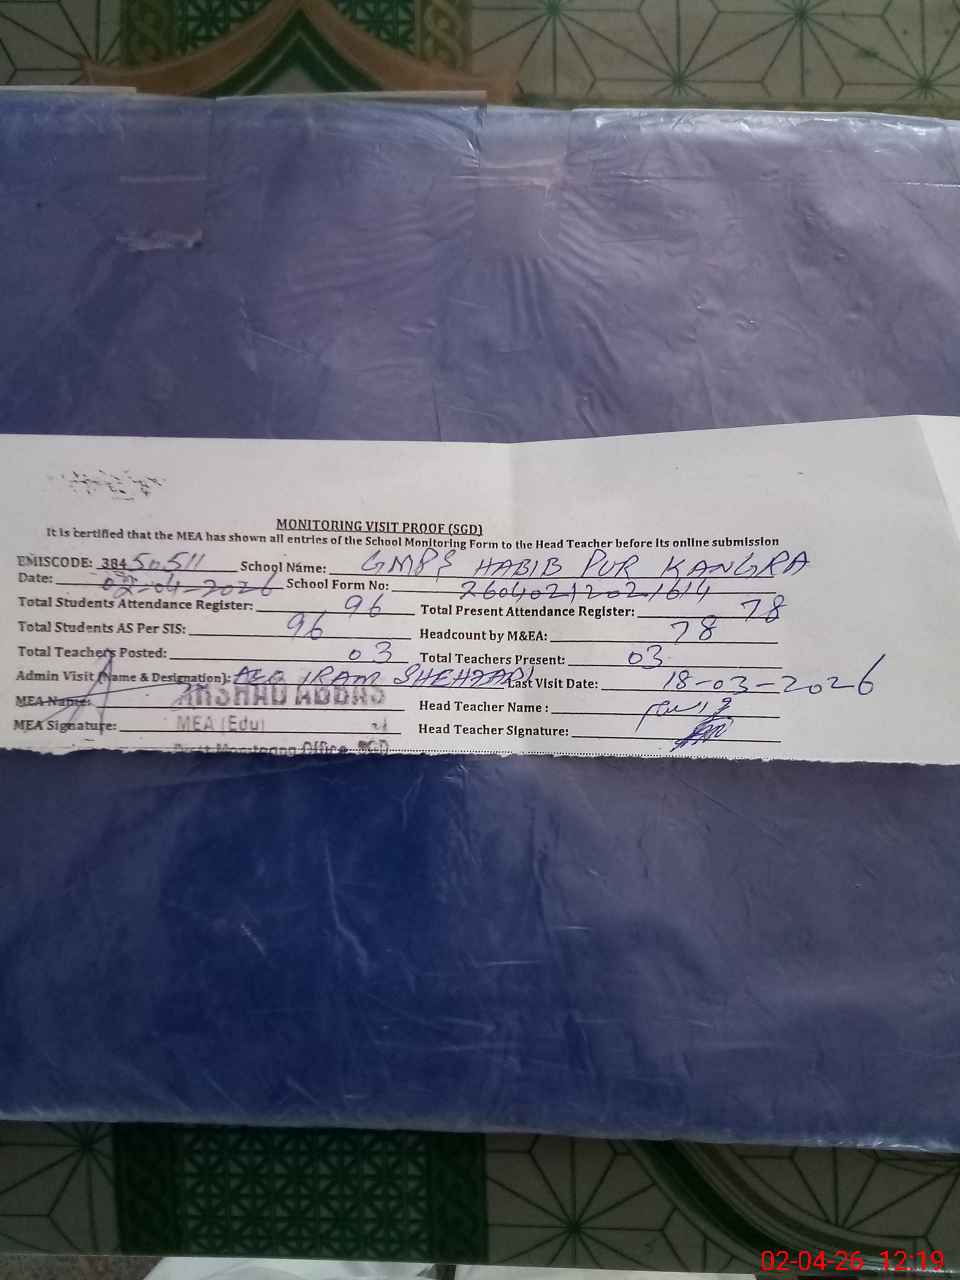 MONITORING VISIT PROOF (SGD)
It is certified that the MEA has shown all entries of the School Monitoring Form to the Head Teacher before its online submission
EMISCODE: 38450511 School Name: GMPS HABIB PUR KANGRA
Date: 02-04-2026 School Form No:
Total Students Attendance Register: 96 Total Present Attendance Register: 78
Total Students AS Per SIS: 96 Headcount by M&EA: 78
Total Teachers Posted: 03 Total Teachers Present: 03
Admin Visit (Name & Designation): AEO IRAM SHEHZADI Last Visit Date: 18-03-2026
MEA Name: ARSHAD ABBAS Head Teacher Name :
MEA Signature: MEA (Edu) Head Teacher Signature:
Monitoring Office SGD
02-04-26 12:19